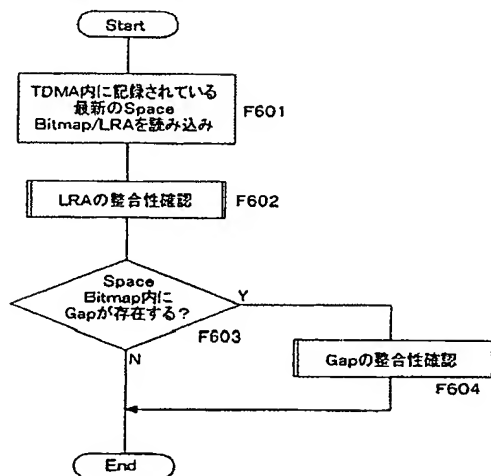 Start
TDMA内に記録されている
最新のSpace
Bitmap/LRAを読み込み
F601
LRAの整合性確認
F602
Space
Bitmap内に
Gapが存在する?
Y
F603
N
Gapの整合性確認
F604
End